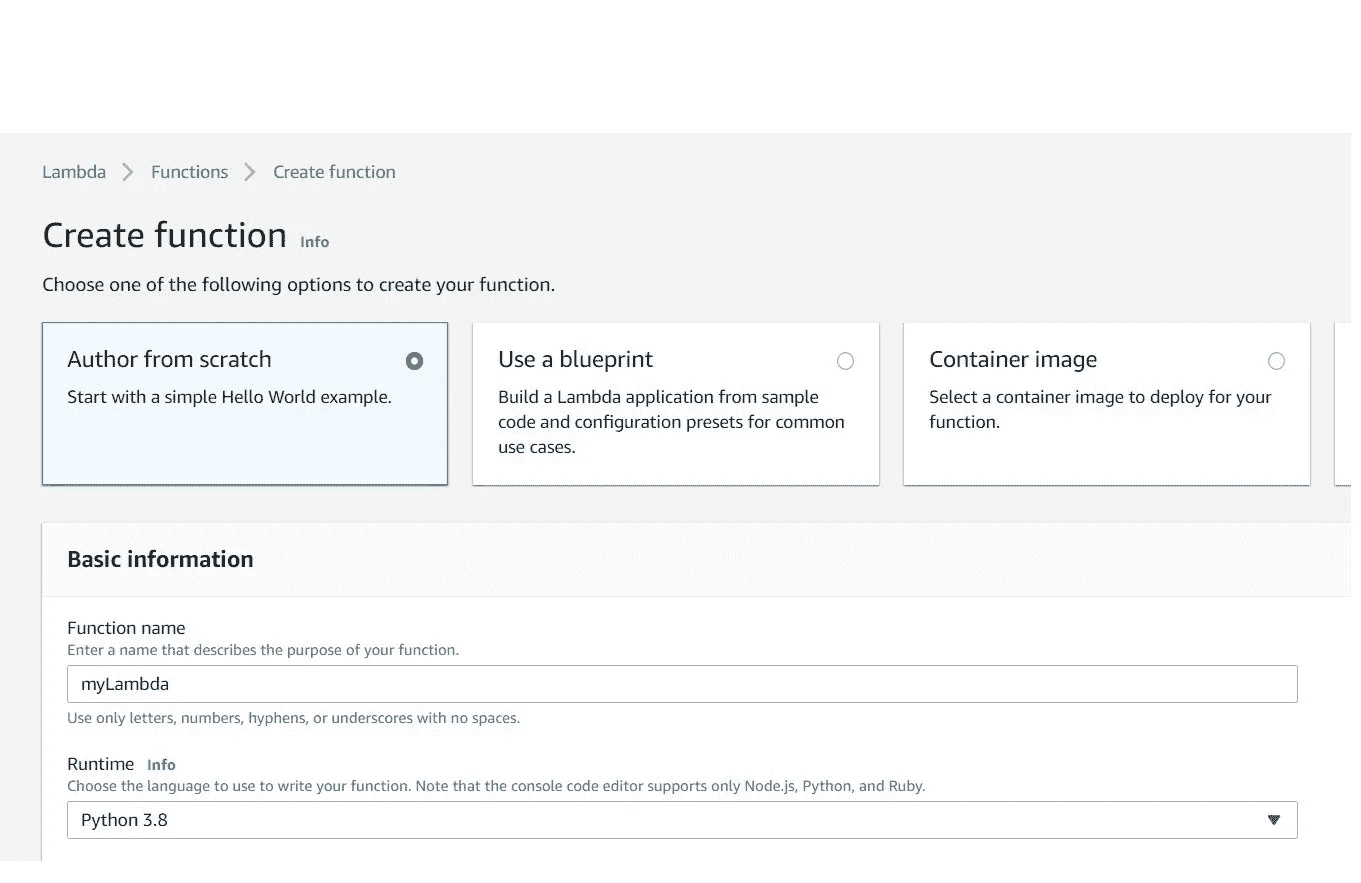 Lambda > Functions > Create function
Create function Info
Choose one of the following options to create your function.
Author from scratch
Start with a simple Hello World example.
Use a blueprint
Build a Lambda application from sample
code and configuration presets for common
use cases.
Container image
Select a container image to deploy for your
function.
Basic information
Function name
Enter a name that describes the purpose of your function.
myLambda
Use only letters, numbers, hyphens, or underscores with no spaces.
Runtime Info
Choose the language to use to write your function. Note that the console code editor supports only Node.js, Python, and Ruby.
Python 3.8